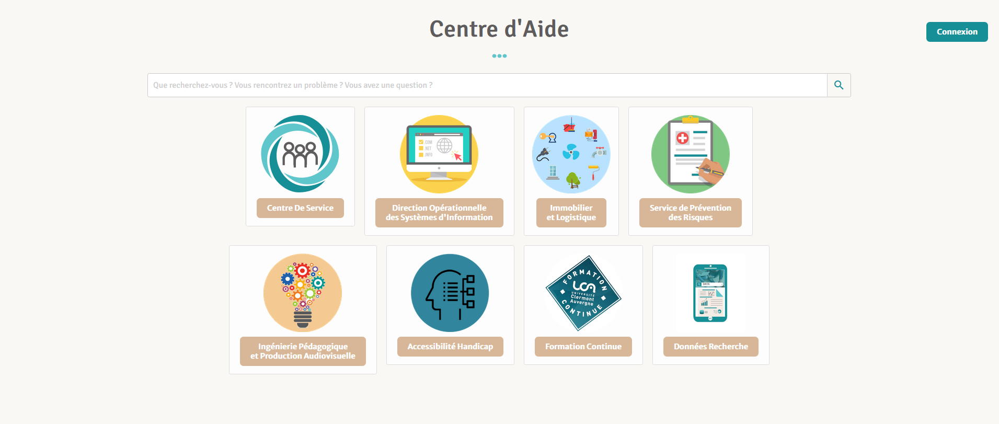 Centre d'Aide
Connexion
Que recherchez-vous ? Vous rencontrez un problème ? Vous avez une question ?
.COM
.NET
.INFO
Centre De Service
Direction Opérationnelle
des Systèmes d'Information
Immobilier
et Logistique
Service de Prévention
des Risques
FORMATION
UCA
UNIVERSITÉ
Clermont
Auvergne
CONTINUE
DATA
Ingénierie Pédagogique
et Production Audiovisuelle
Accessibilité Handicap
Formation Continue
Données Recherche